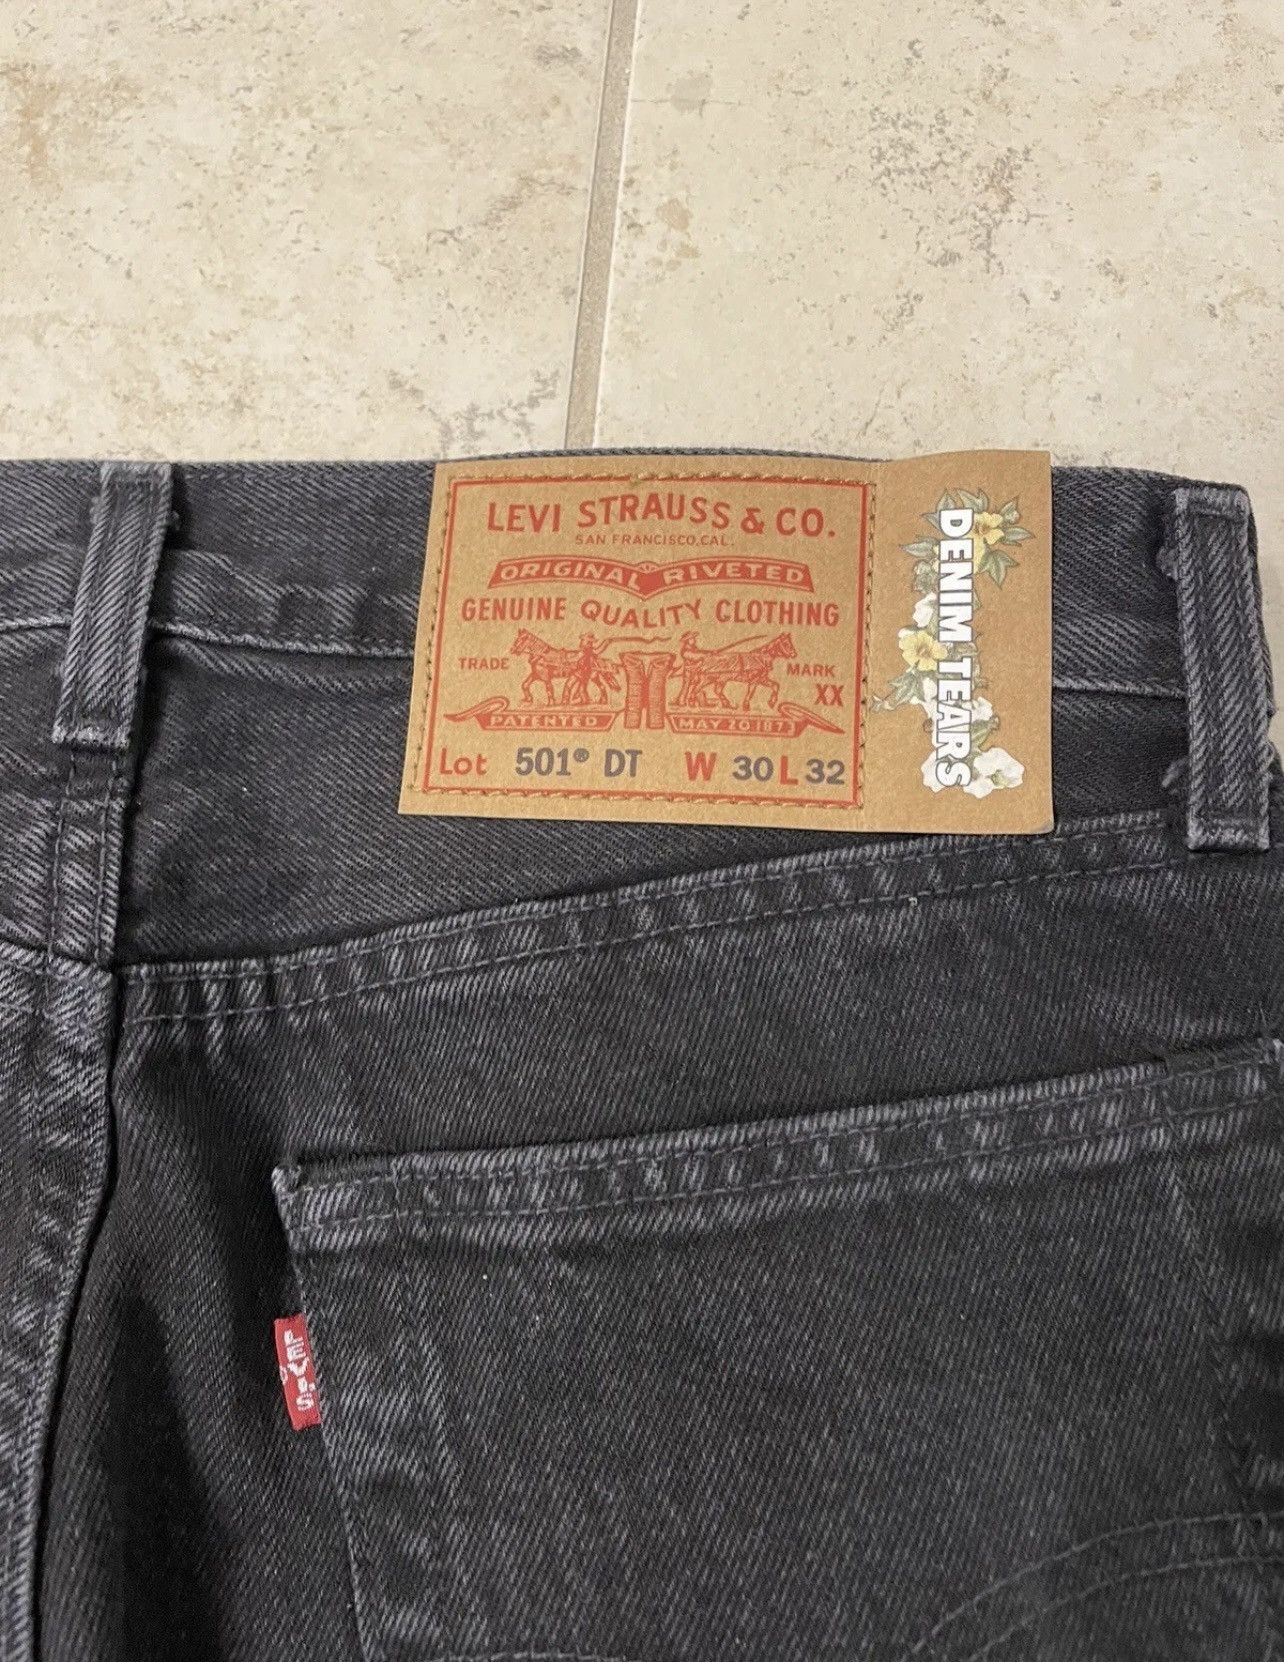 LEVI STRAUSS & CO.
SAN FRANCISCO, CAL.
ORIGINAL RIVETED
GENUINE QUALITY CLOTHING
TRADE MARK
XX
PATENTED MAY 20 1873
Lot 501® DT W 30 L 32
DENIM TEARS
LEVI'S